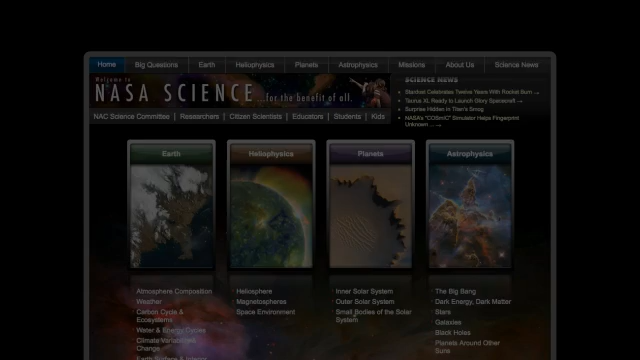 Home Big Questions Earth Heliophysics Planets Astrophysics Missions About Us Science News
Welcome to
NASA SCIENCE ...for the benefit of all.
SCIENCE NEWS
Stardust Celebrates Twelve Years With Rocket Burn →
Taurus XL Ready to Launch Glory Spacecraft →
Surprise Hidden in Titan's Smog
NASA's "COSmIC" Simulator Helps Fingerprint
Unknown ... →
NAC Science Committee | Researchers | Citizen Scientists | Educators | Students | Kids
Earth Heliophysics Planets Astrophysics
Atmosphere Composition
Weather
Carbon Cycle &
Ecosystems
Water & Energy Cycles
Climate Variability &
Change
Earth Surface & Interior
Heliosphere
Magnetospheres
Space Environment
Inner Solar System
Outer Solar System
Small Bodies of the Solar
System
The Big Bang
Dark Energy, Dark Matter
Stars
Galaxies
Black Holes
Planets Around Other
Suns